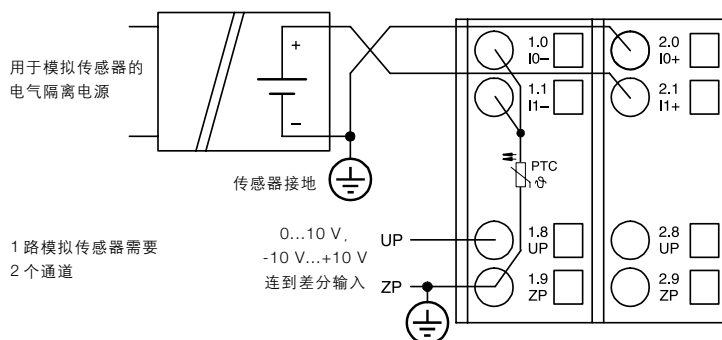 用于模拟传感器的
电气隔离电源
+
−
传感器接地
1.0
I0−
2.0
I0+
1.1
I1−
2.1
I1+
PTC
ϑ
1 路模拟传感器需要
2 个通道
0...10 V,
-10 V...+10 V
连到差分输入
UP
ZP
1.8
UP
2.8
UP
1.9
ZP
2.9
ZP